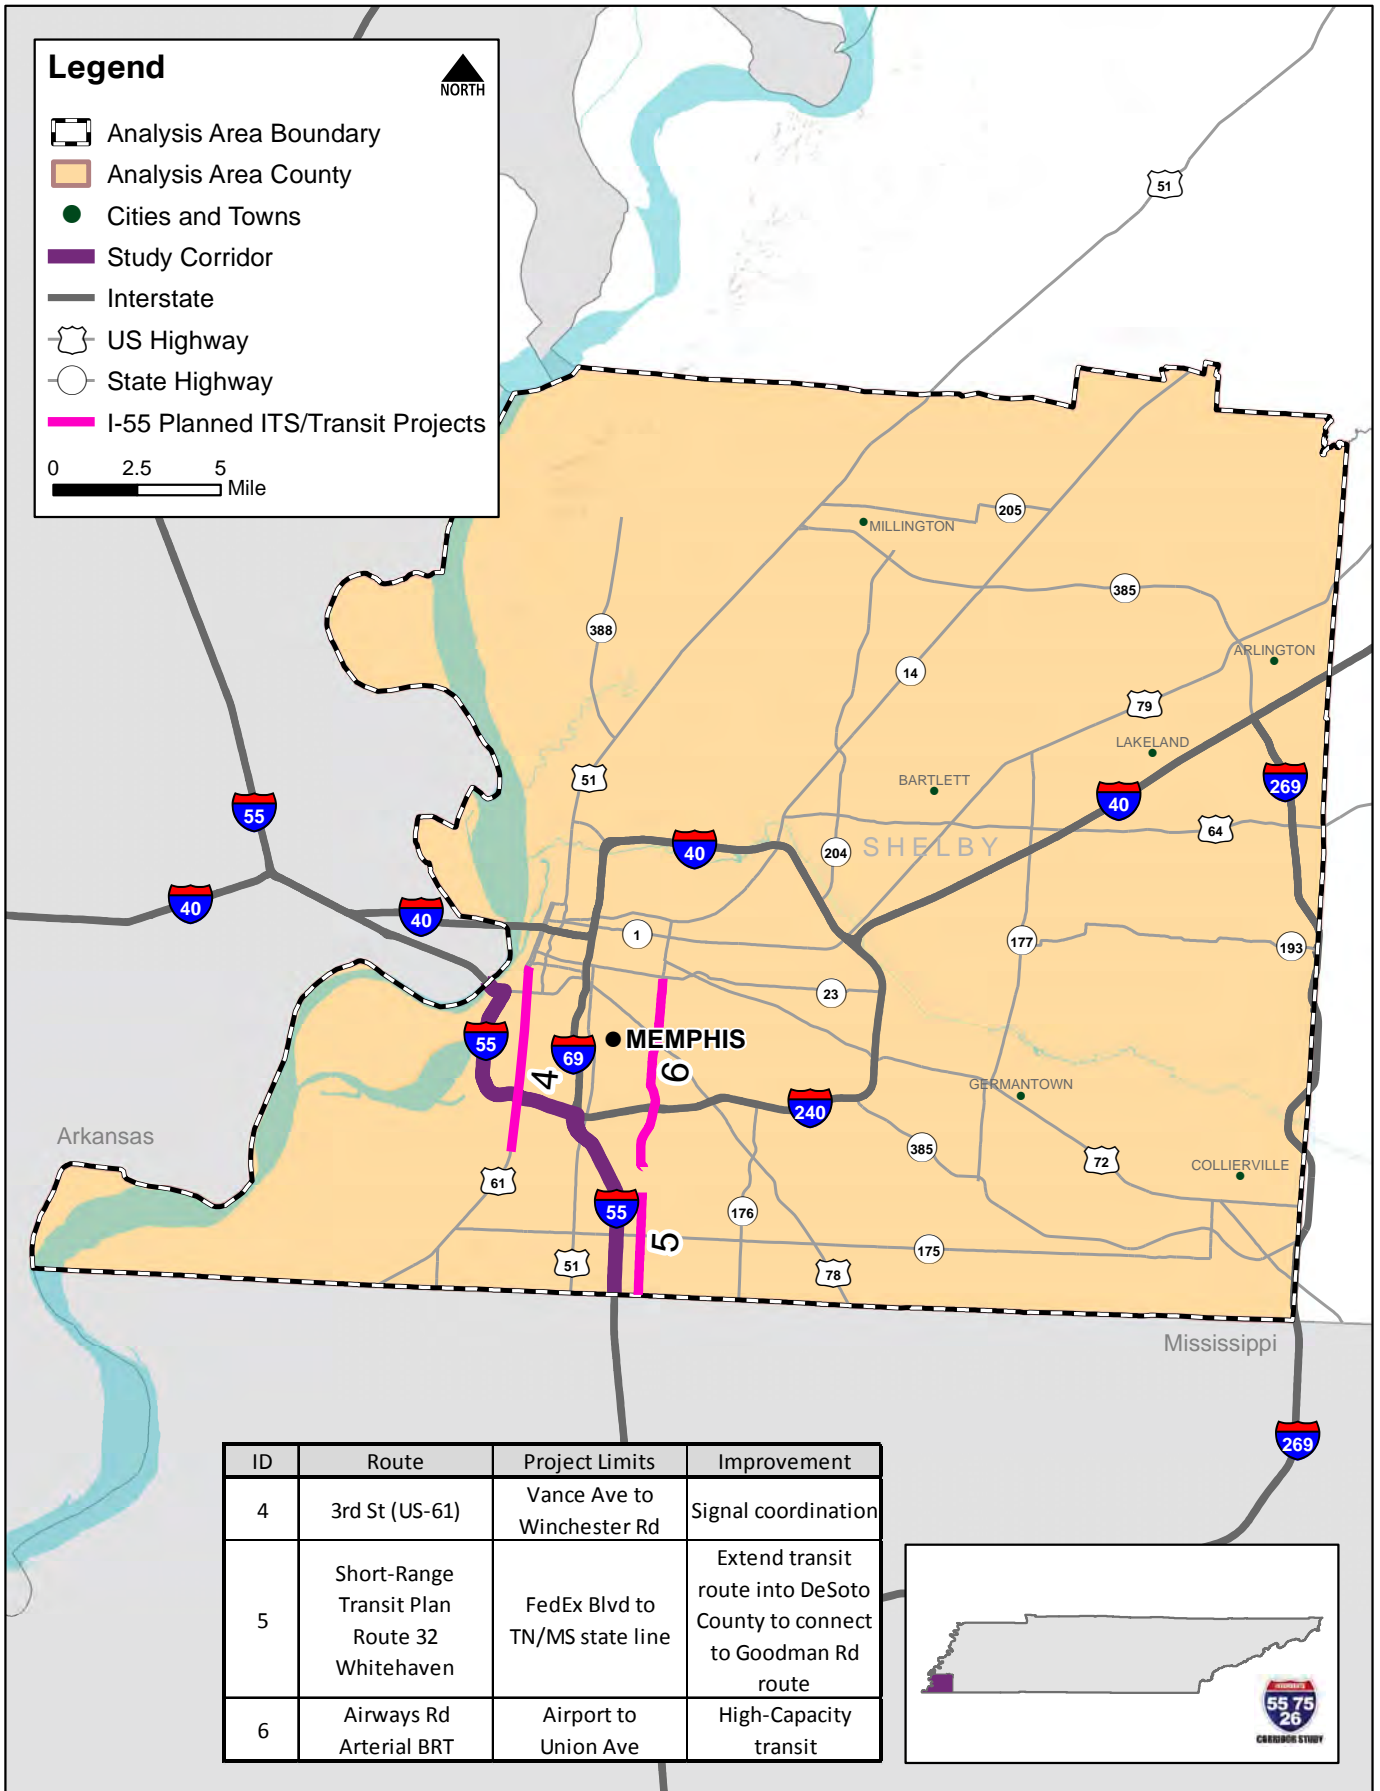 Legend
NORTH
Analysis Area Boundary
Analysis Area County
Cities and Towns
Study Corridor
Interstate
US Highway
State Highway
I-55 Planned ITS/Transit Projects
0 2.5 5
Mile
51
205
MILLINGTON
385
388
ARLINGTON
14
79
LAKELAND
51
BARTLETT
269
55
40
64
SHELBY
204
40
40
40
1
177
193
23
55
MEMPHIS
69
4
6
GERMANTOWN
240
Arkansas
385
72
COLLIERVILLE
61
55
176
5
175
51
78
Mississippi
269
ID Route Project Limits Improvement
4 3rd St (US-61) Vance Ave to Winchester Rd Signal coordination
5 Short-Range Transit Plan Route 32 Whitehaven FedEx Blvd to TN/MS state line Extend transit route into DeSoto County to connect to Goodman Rd route
6 Airways Rd Arterial BRT Airport to Union Ave High-Capacity transit
55 75
26
CORRIDOR STUDY